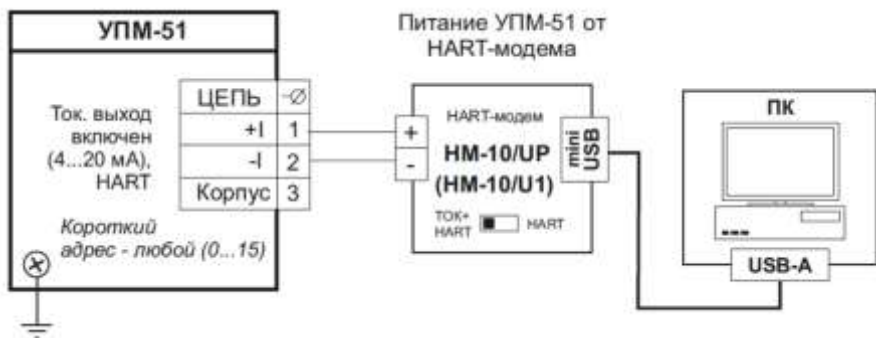 УПМ-51
Ток. выход
включен
(4...20 мА),
HART
Короткий
адрес - любой (0...15)
ЦЕПЬ -∅
+I 1
-I 2
Корпус 3
Питание УПМ-51 от
HART-модема
+
-
HART-модем
HM-10/UP
(HM-10/U1)
ТОК+
HART
HART
mini
USB
ПК
USB-A